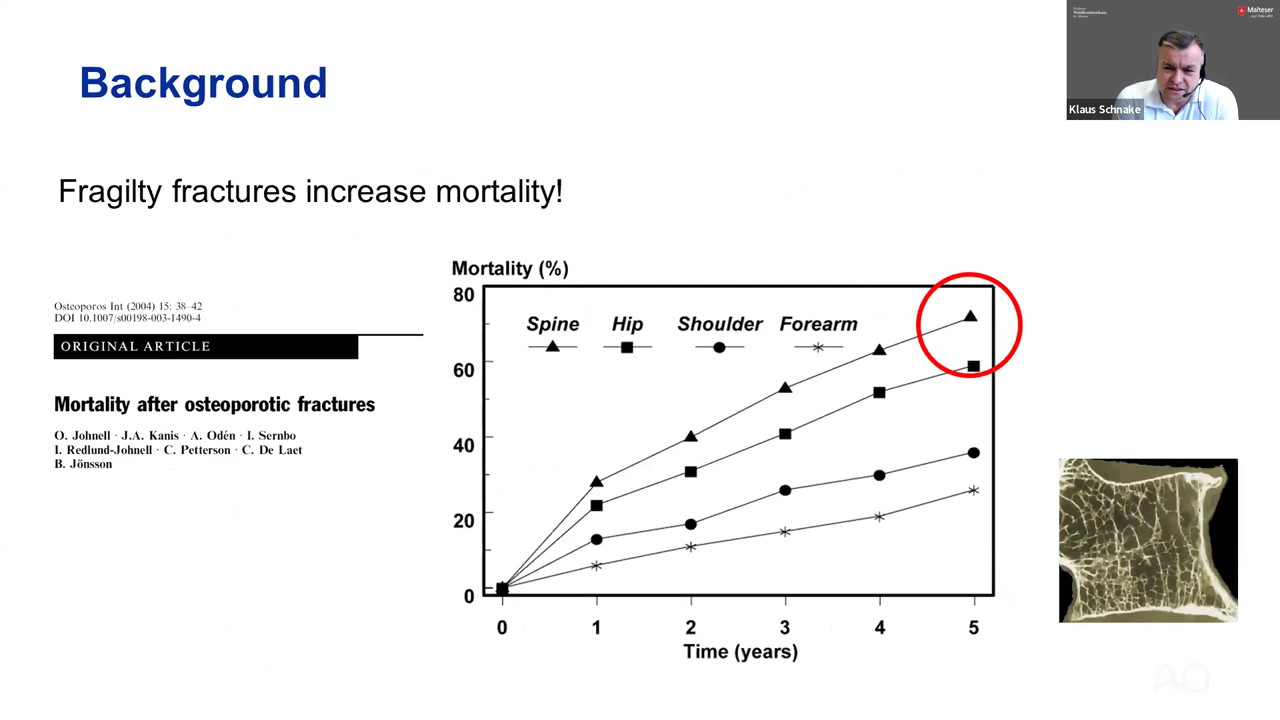 Background
Malteser
Klaus Schnake
Fragilty fractures increase mortality!
Osteoporos Int (2004) 15: 38–42
DOI 10.1007/s00198-003-1490-4
ORIGINAL ARTICLE
Mortality after osteoporotic fractures
O. Johnell · J.A. Kanis · A. Odén · I. Sernbo
I. Redlund-Johnell · C. Petterson · C. De Laet
B. Jönsson
Mortality (%)
80
60
40
20
0
Spine Hip Shoulder Forearm
0 1 2 3 4 5
Time (years)
AO